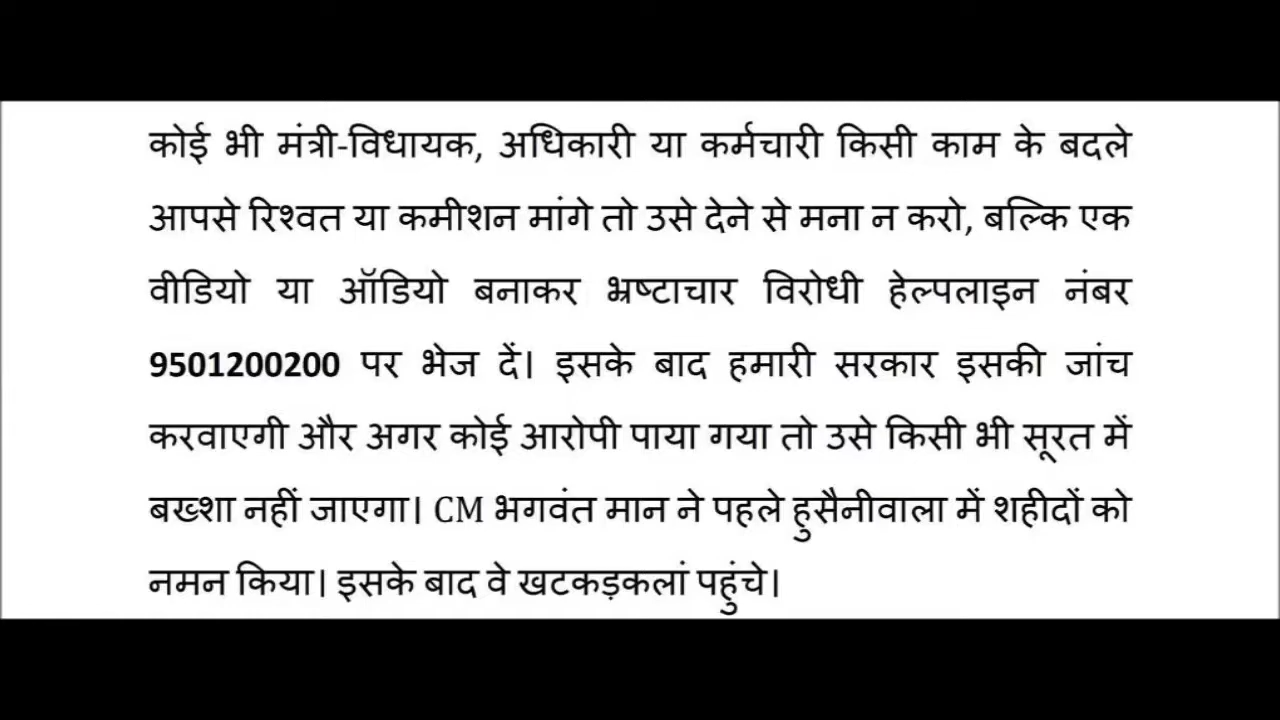 कोई भी मंत्री-विधायक, अधिकारी या कर्मचारी किसी काम के बदले
आपसे रिश्वत या कमीशन मांगे तो उसे देने से मना न करो, बल्कि एक
वीडियो या ऑडियो बनाकर भ्रष्टाचार विरोधी हेल्पलाइन नंबर
9501200200 पर भेज दें। इसके बाद हमारी सरकार इसकी जांच
करवाएगी और अगर कोई आरोपी पाया गया तो उसे किसी भी सूरत में
बख्शा नहीं जाएगा। CM भगवंत मान ने पहले हुसैनीवाला में शहीदों को
नमन किया। इसके बाद वे खटकड़कलां पहुंचे।